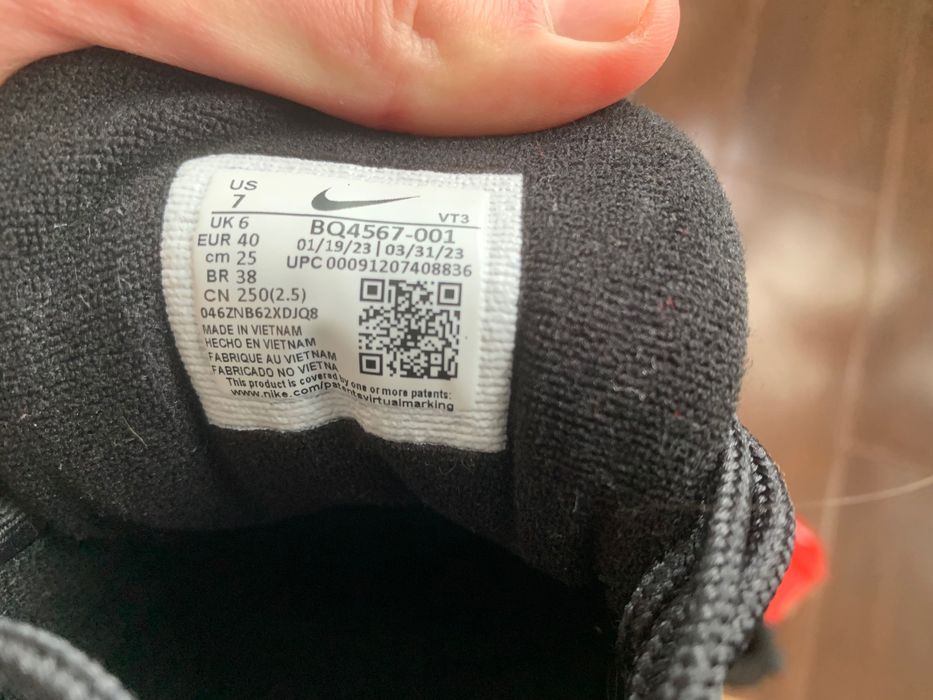 US
7
VT3
UK 6
BQ4567-001
EUR 40
01/19/23 | 03/31/23
cm 25
UPC 00091207408836
BR 38
CN 250(2.5)
046ZNB62XDJQ8
MADE IN VIETNAM
HECHO EN VIETNAM
FABRIQUE AU VIETNAM
FABRICADO NO VIETNA
This product is covered by one or more patents:
www.nike.com/patentsvirtualmarking